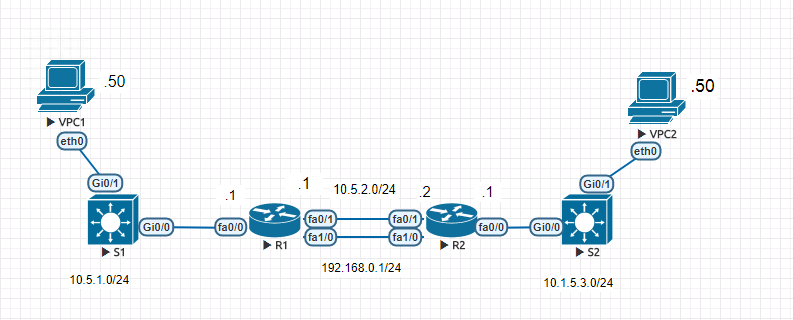 .50
VPC1
eth0
Gi0/1
S1
Gi0/0
10.5.1.0/24
.1
fa0/0
.1
R1
fa0/1
fa1/0
10.5.2.0/24
192.168.0.1/24
.2
.1
fa0/1
fa1/0
R2
fa0/0
.50
VPC2
eth0
Gi0/1
Gi0/0
S2
10.1.5.3.0/24